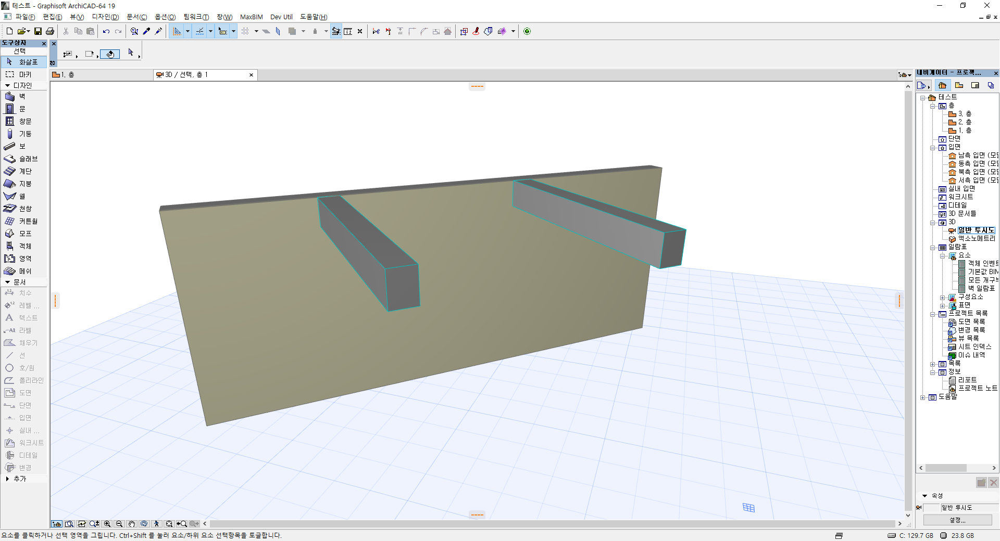 테스트 - Graphisoft ArchiCAD-64 19
파일(F) 편집(E) 뷰(V) 디자인(D) 문서(C) 옵션(O) 팀워크(T) 창(W) MaxBIM Dev Util 도움말(H)
도구상자
선택
화살표
마키
디자인
벽
문
창문
기둥
보
슬래브
계단
지붕
쉘
천창
커튼월
모프
객체
영역
메쉬
문서
치수
레벨 ...
텍스트
라벨
채우기
선
호/원
폴리라인
도면
단면
입면
실내 ...
워크시트
디테일
변경
추가
1. 층
3D / 선택, 층 1
내비게이터 - 프로젝...
테스트
층
3. 층
2. 층
1. 층
단면
입면
남측 입면 (모
동측 입면 (모
북측 입면 (모
서측 입면 (모
실내 입면
워크시트
디테일
3D 문서들
3D
일반 투시도
액소노메트리
일람표
요소
객체 인벤
기본값 BIM
모든 개구
벽 일람표
구성요소
표면
프로젝트 목록
도면 목록
변경 목록
뷰 목록
시트 인덱스
이슈 내역
목록
정보
리포트
프로젝트 노트
도움말
속성
일반 투시도
설정...
요소를 클릭하거나 선택 영역을 그립니다. Ctrl+Shift 를 눌러 요소/하위 요소 선택항목을 토글합니다.
C: 129.7 GB 23.8 GB